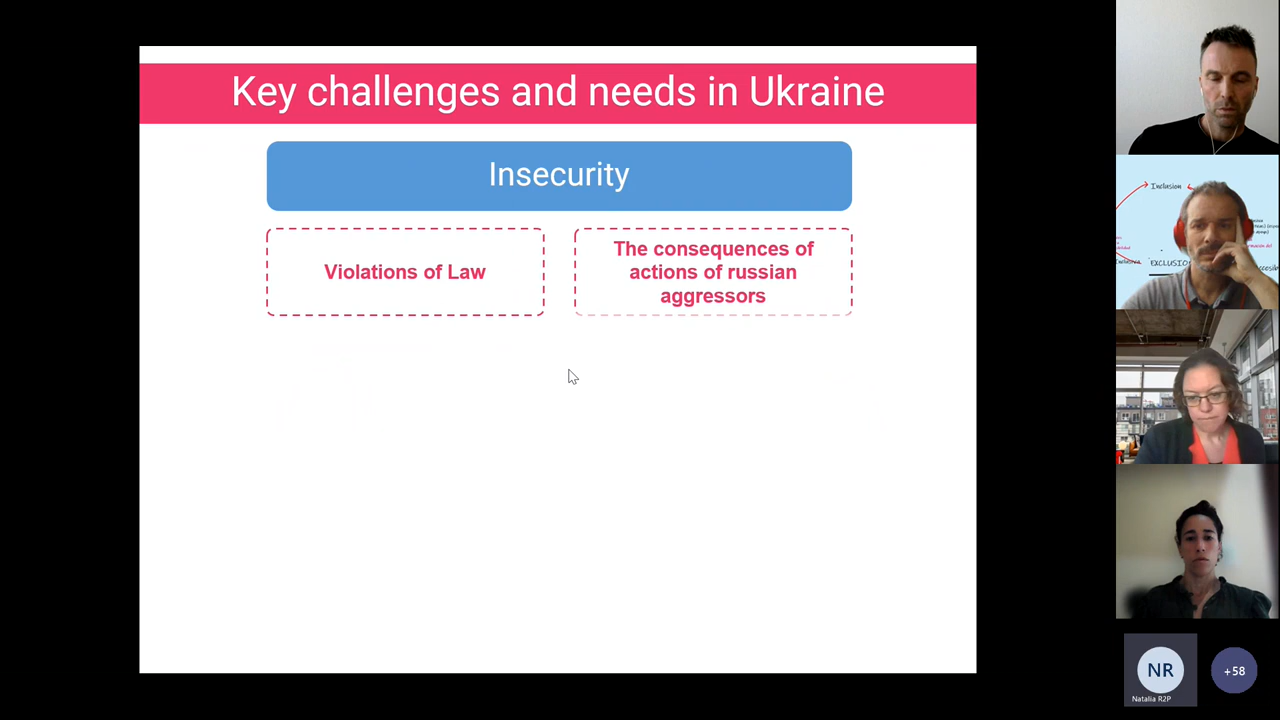 Key challenges and needs in Ukraine
Insecurity
Violations of Law
The consequences of
actions of russian
aggressors
Inclusion
NR
Natalia R2P
+58